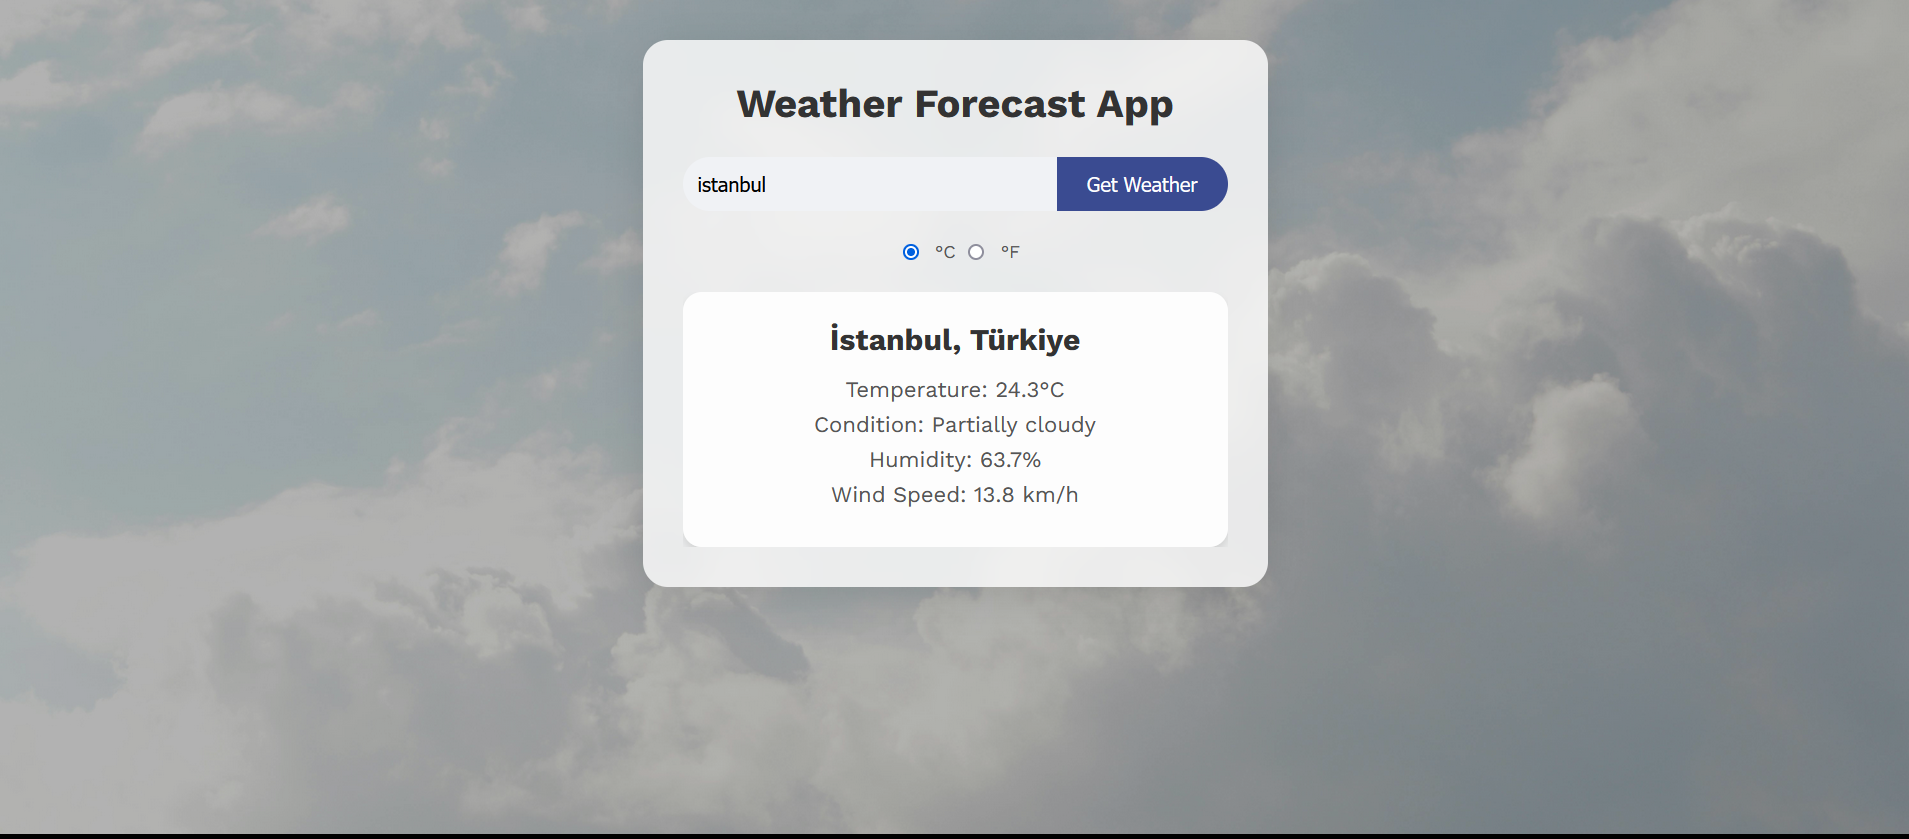 Weather Forecast App
istanbul
Get Weather
°C °F
İstanbul, Türkiye
Temperature: 24.3°C
Condition: Partially cloudy
Humidity: 63.7%
Wind Speed: 13.8 km/h